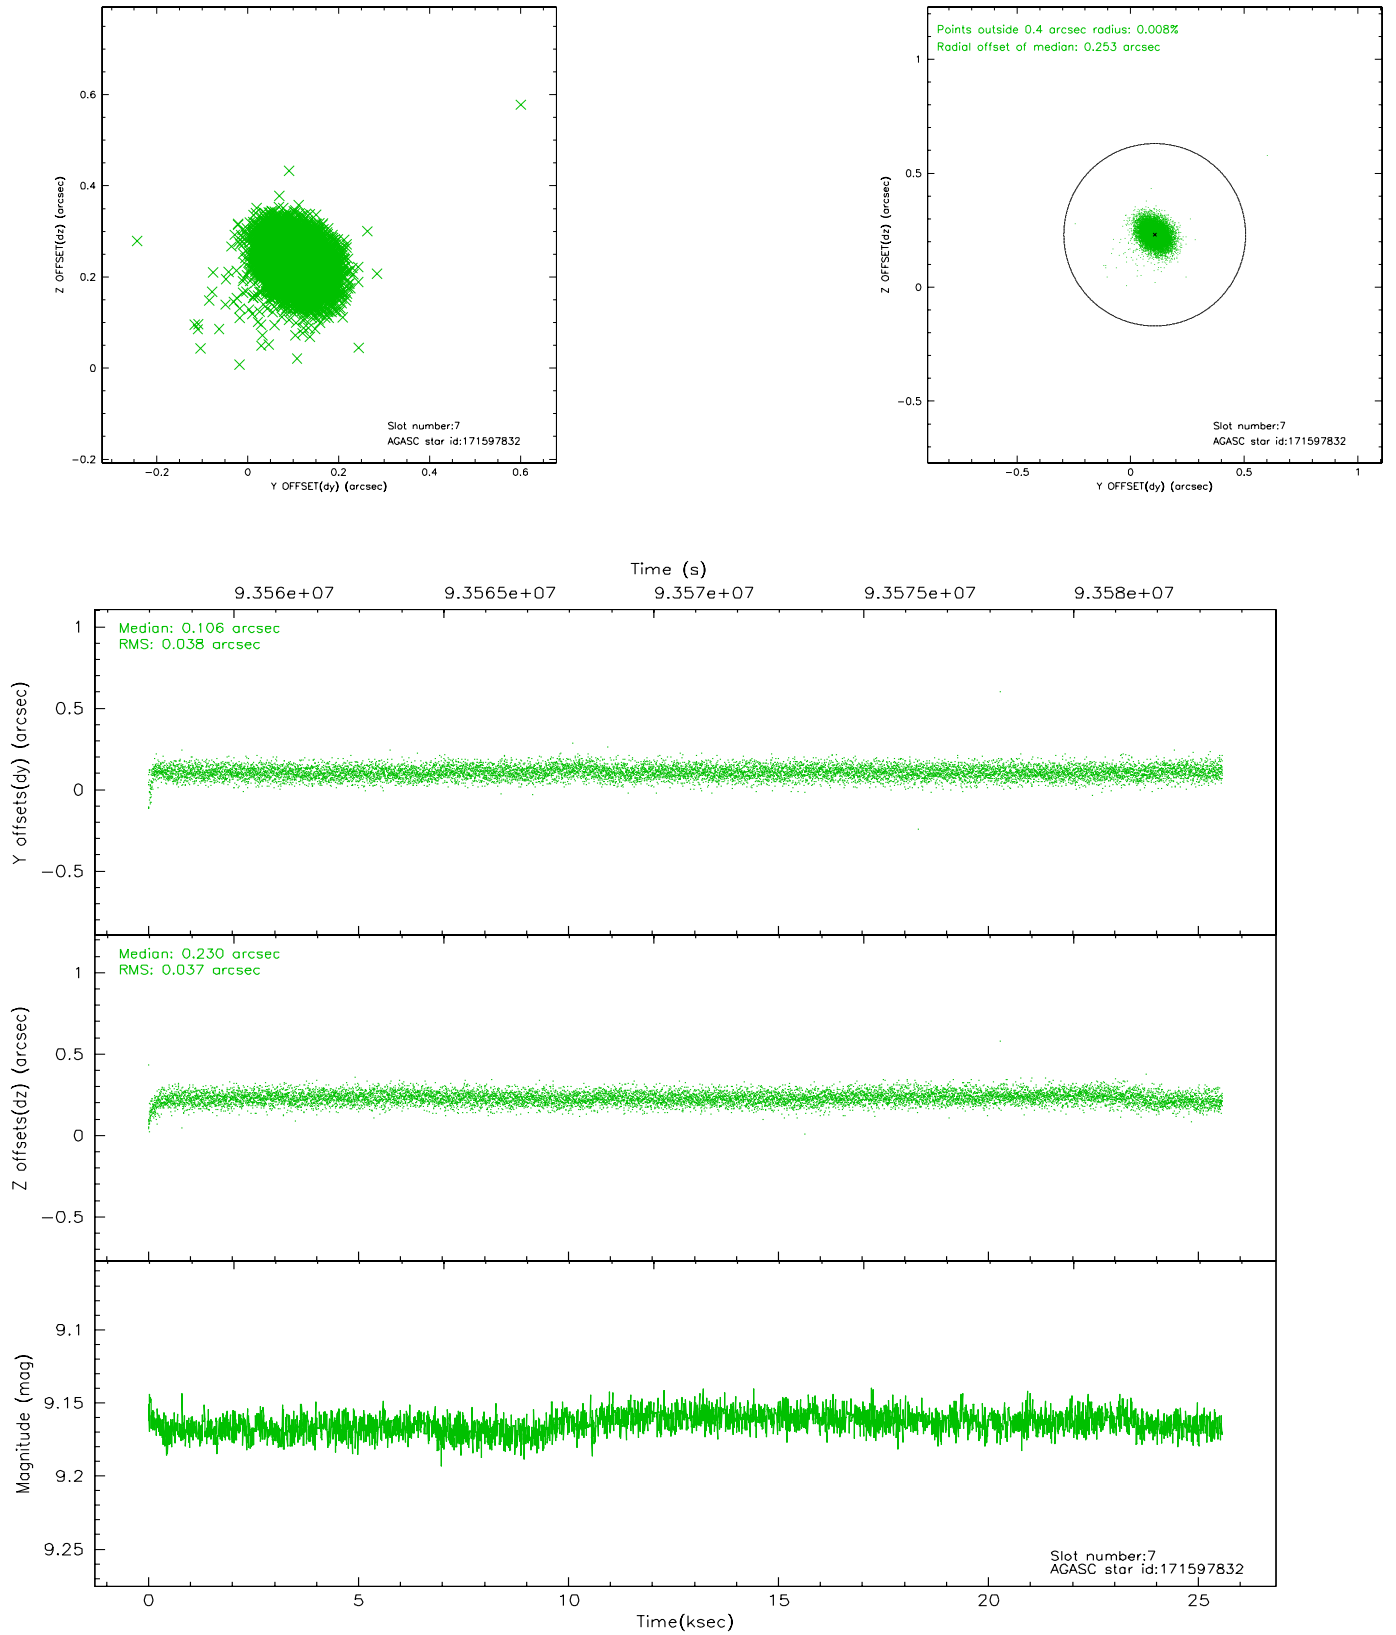 0.6
0.4
0.2
0
−0.2
Z OFFSET(dz) (arcsec)
Slot number:7
AGASC star id:171597832
−0.2 0 0.2 0.4 0.6
Y OFFSET(dy) (arcsec)
Points outside 0.4 arcsec radius: 0.008%
Radial offset of median: 0.253 arcsec
1
0.5
0
−0.5
Z OFFSET(dz) (arcsec)
Slot number:7
AGASC star id:171597832
−0.5 0 0.5 1
Y OFFSET(dy) (arcsec)
Time (s)
9.356e+07 9.3565e+07 9.357e+07 9.3575e+07 9.358e+07
Median: 0.106 arcsec
RMS: 0.038 arcsec
1
0.5
0
−0.5
Y offsets(dy) (arcsec)
Median: 0.230 arcsec
RMS: 0.037 arcsec
1
0.5
0
−0.5
Z offsets(dz) (arcsec)
9.1
9.15
9.2
9.25
Magnitude (mag)
Slot number:7
AGASC star id:171597832
0 5 10 15 20 25
Time(ksec)